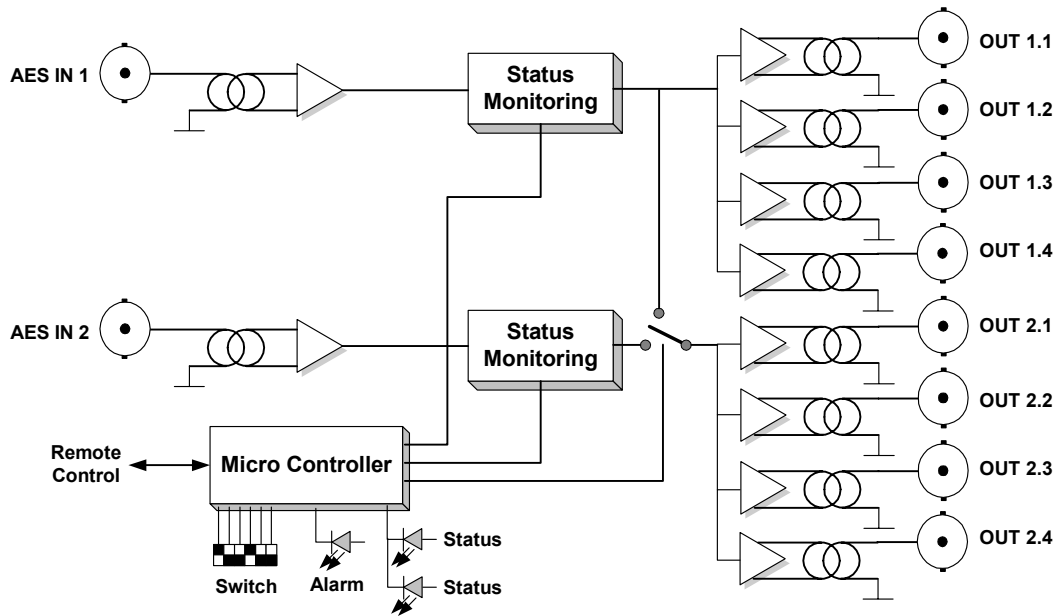 AES IN 1
Status
Monitoring
OUT 1.1
OUT 1.2
OUT 1.3
OUT 1.4
AES IN 2
Status
Monitoring
OUT 2.1
OUT 2.2
OUT 2.3
OUT 2.4
Remote
Control
Micro Controller
Switch
Alarm
Status
Status